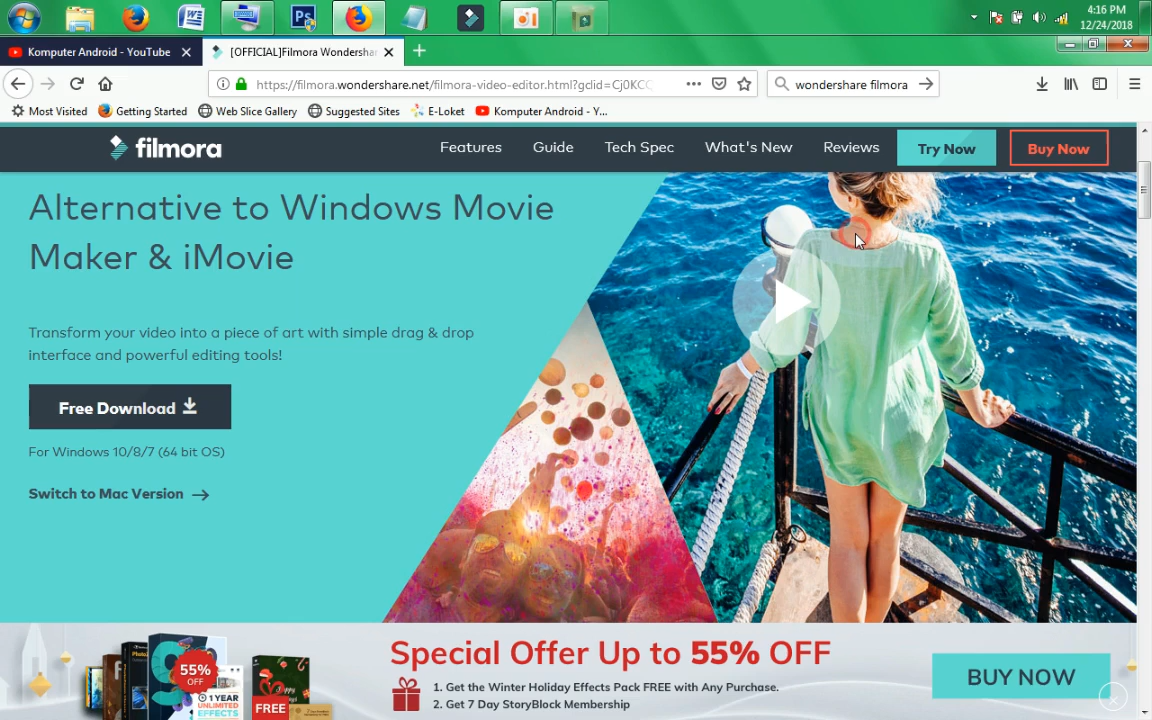 4:16 PM
12/24/2018
Komputer Android - YouTube
[OFFICIAL]Filmora Wondersha
https://filmora.wondershare.net/filmora-video-editor.html?gclid=Cj0KCC
wondershare filmora
Most Visited
Getting Started
Web Slice Gallery
Suggested Sites
E-Loket
Komputer Android - Y...
filmora
Features
Guide
Tech Spec
What's New
Reviews
Try Now
Buy Now
Alternative to Windows Movie
Maker & iMovie
Transform your video into a piece of art with simple drag & drop
interface and powerful editing tools!
Free Download
For Windows 10/8/7 (64 bit OS)
Switch to Mac Version
Special Offer Up to 55% OFF
1. Get the Winter Holiday Effects Pack FREE with Any Purchase.
2. Get 7 Day StoryBlock Membership
BUY NOW
55%
OFF
1 YEAR
UNLIMITED
EFFECTS
FREE